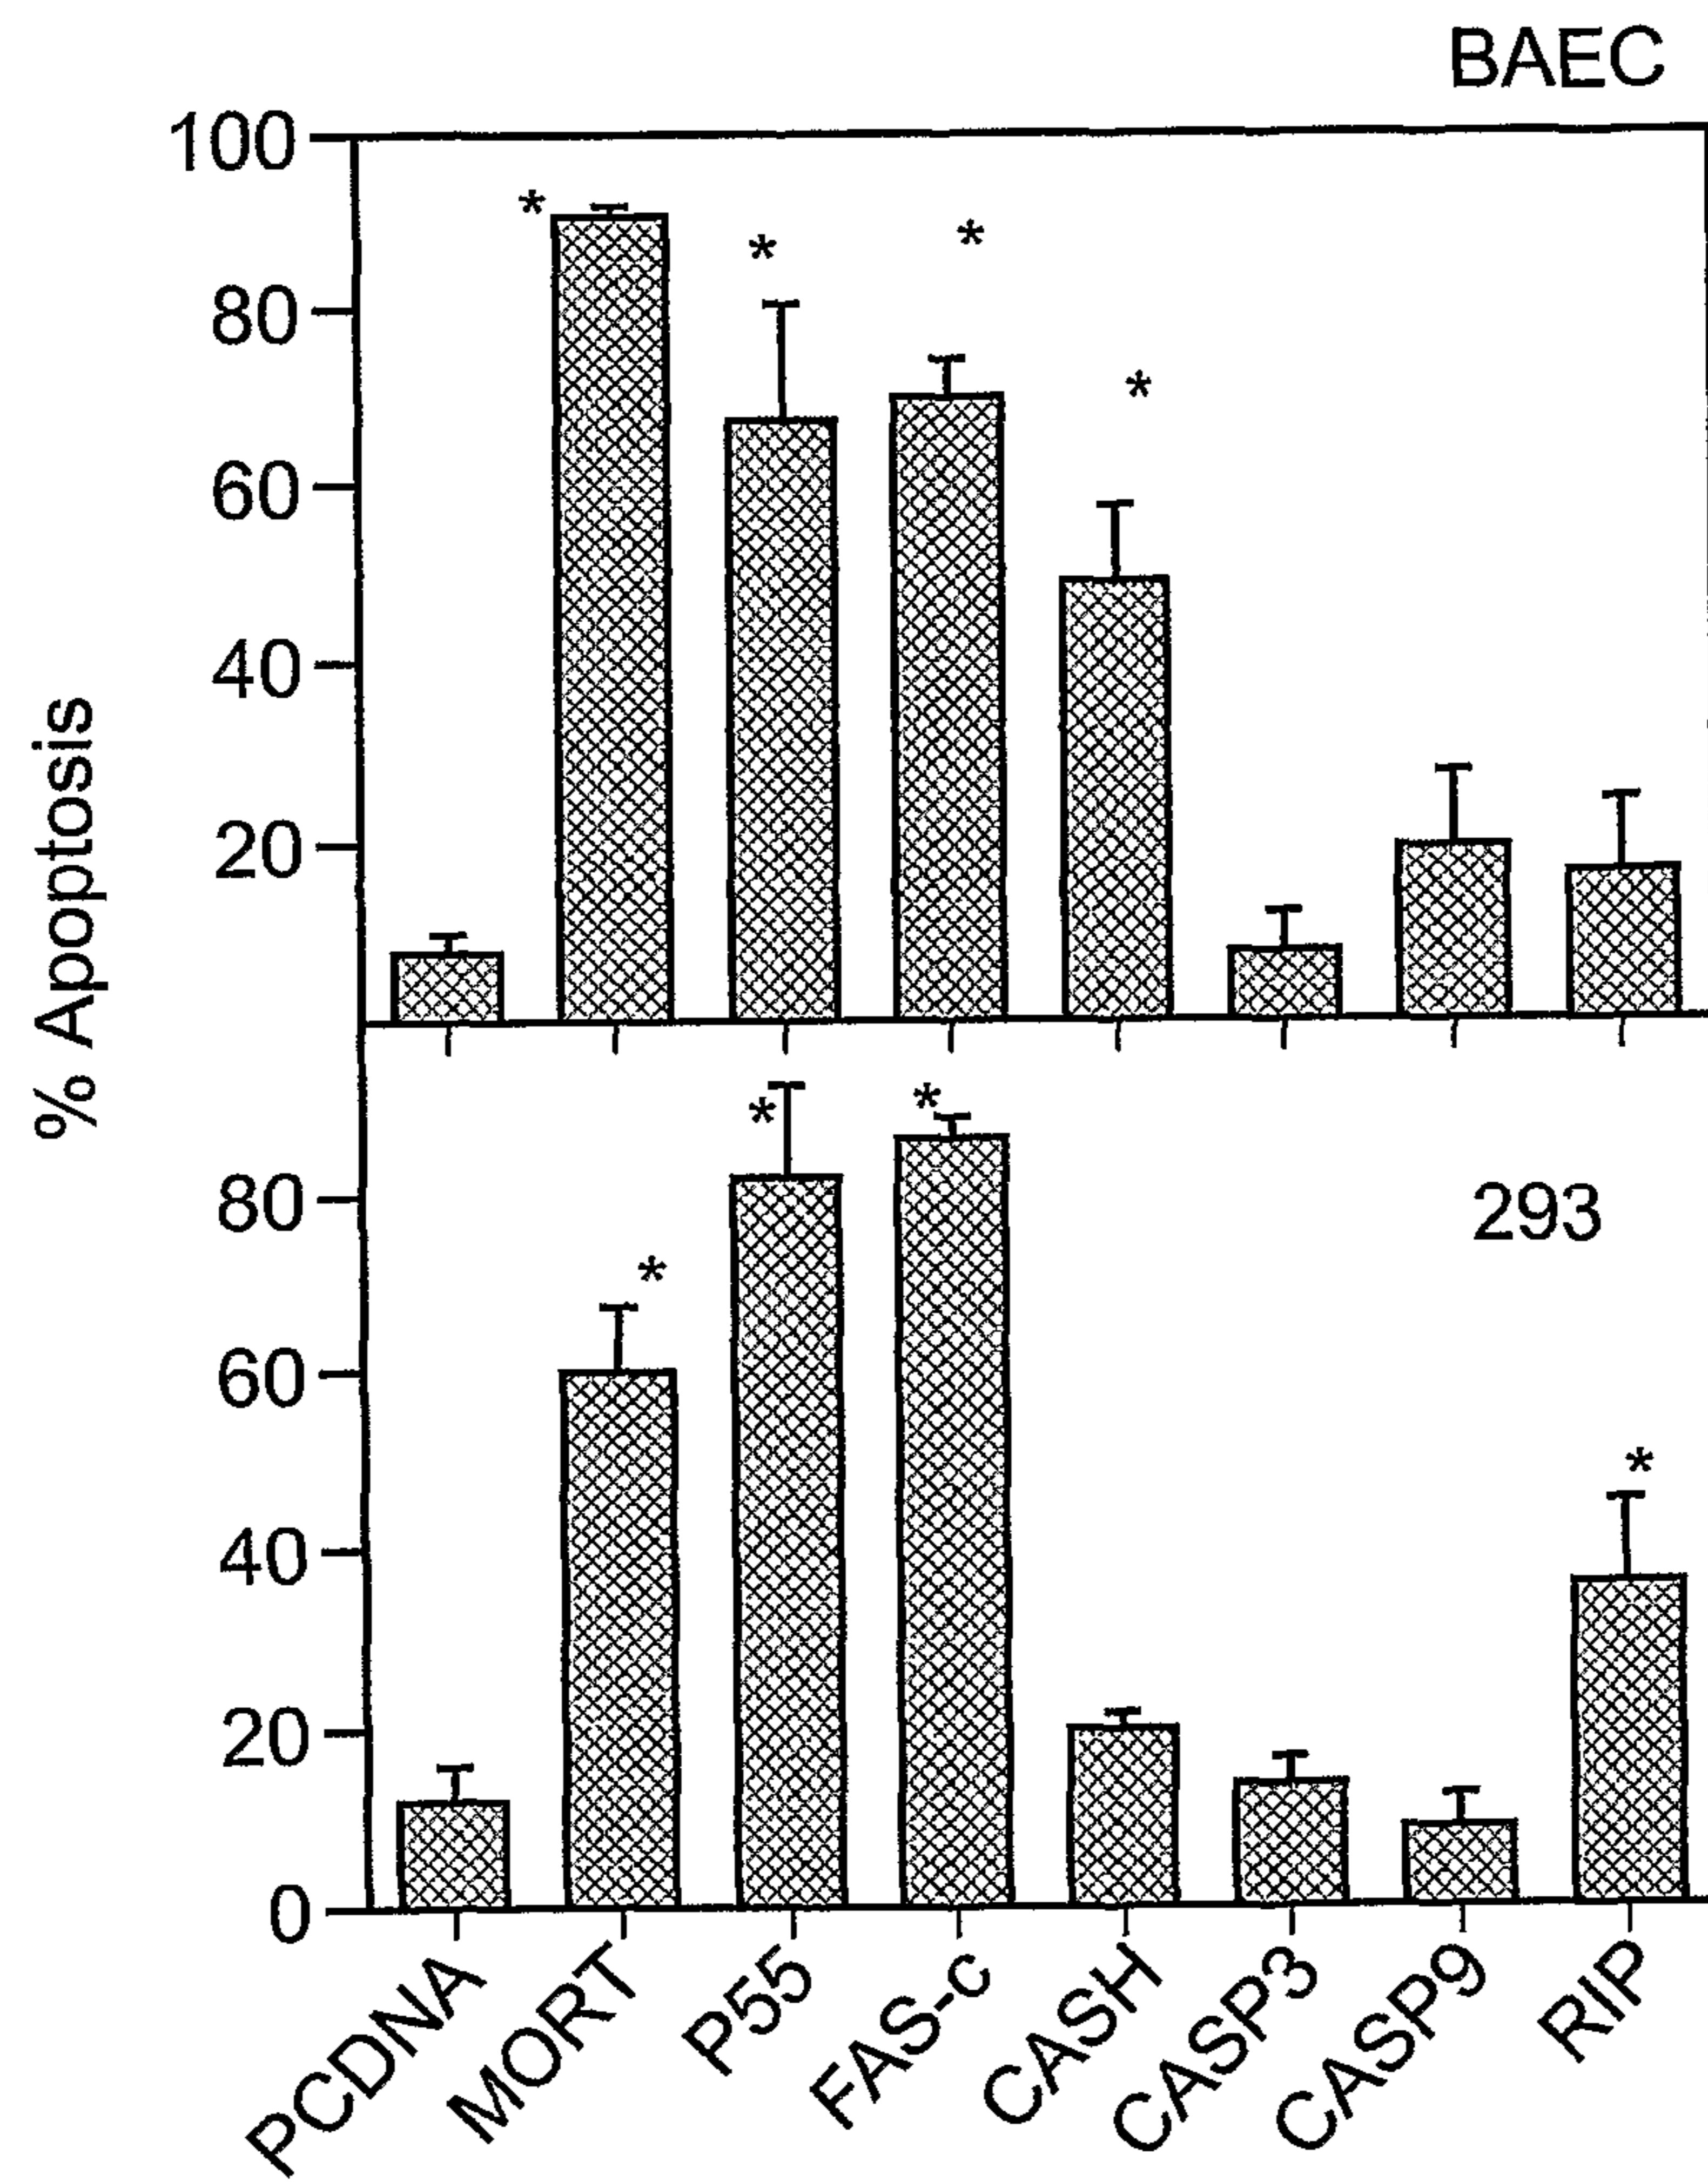 BAEC
100
*
*
*
80
*
60
40
20
% Apoptosis
*
*
80
293
*
60
*
40
20
0
PCDNA
MORT
P55
FAS-c
CASH
CASP3
CASP9
RIP